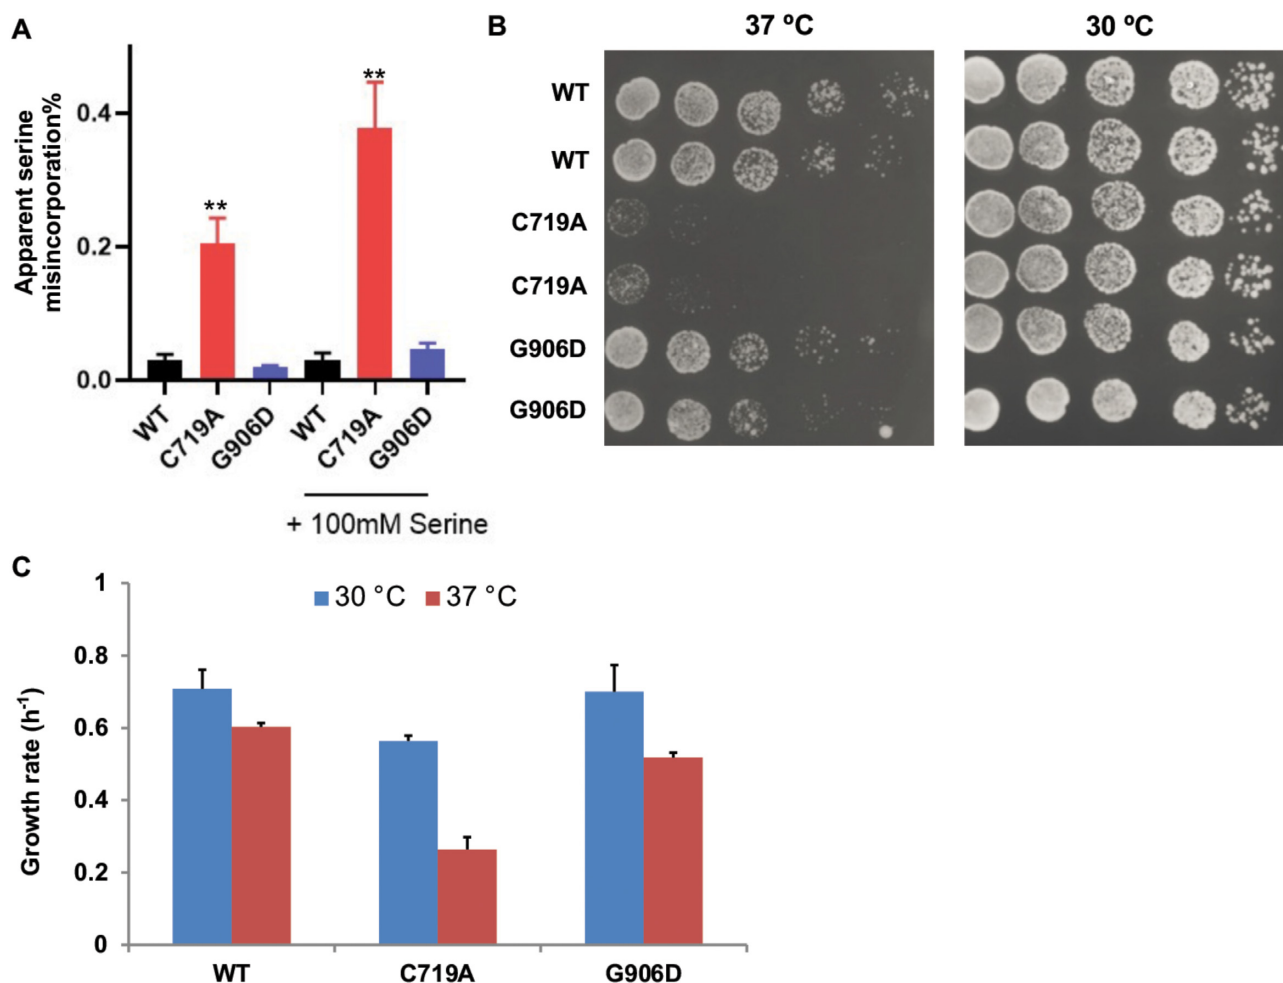 A
Apparent serine
misincorporation%
0.4
0.2
0.0
**
**
WT
C719A
G906D
WT
C719A
G906D
+ 100mM Serine
B
37 ºC
30 ºC
WT
WT
C719A
C719A
G906D
G906D
C
Growth rate (h-1)
1
0.8
0.6
0.4
0.2
0
30 °C
37 °C
WT
C719A
G906D